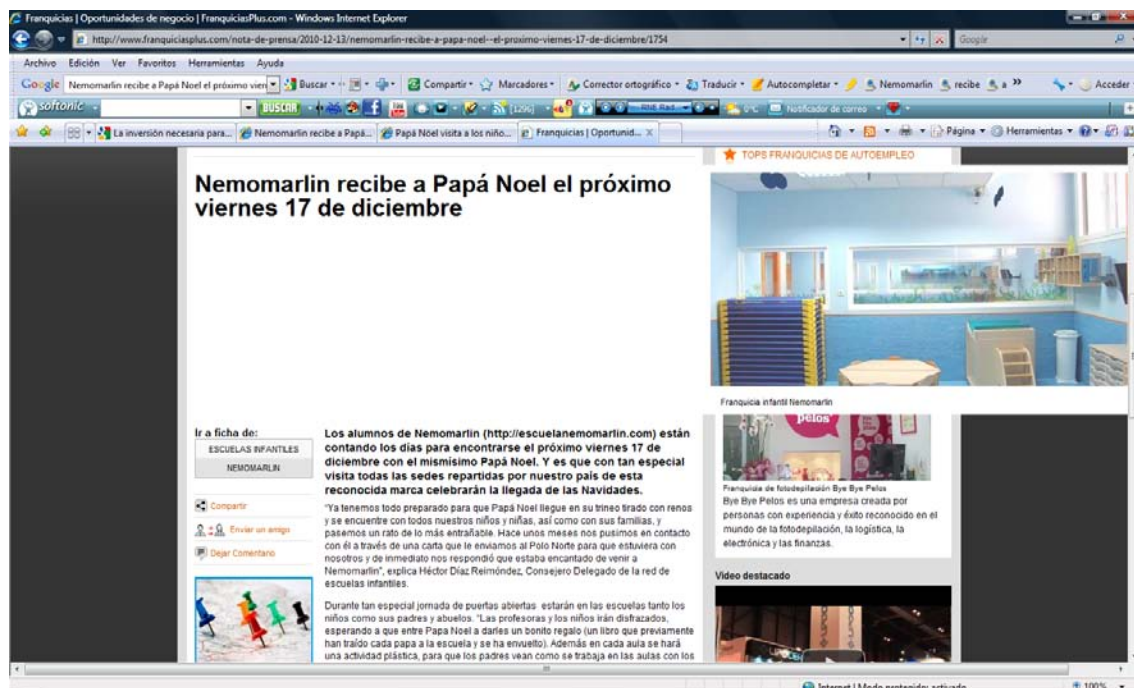 Franquicias | Oportunidades de negocio | FranquiciasPlus.com - Windows Internet Explorer
http://www.franquiciasplus.com/nota-de-prensa/2010-12-13/nemomarlin-recibe-a-papa-noel--el-proximo-viernes-17-de-diciembre/1754
Google
Archivo Edición Ver Favoritos Herramientas Ayuda
Google Nemomarlin recibe a Papá Noel el próximo vier Buscar Compartir Marcadores Corrector ortográfico Traducir Autocompletar Nemomarlin recibe a » Acceder
softonic BUSCAR [1296] RNE Rad... 0°C Notificador de correo
La inversión necesaria para... Nemomarlin recibe a Papá... Papá Noel visita a los niño... Franquicias | Oportunid... X Página Herramientas
TOPS FRANQUICIAS DE AUTOEMPLEO
Nemomarlin recibe a Papá Noel el próximo
viernes 17 de diciembre
Franquicia infantil Nemomarlin
pelos
Ir a ficha de:
ESCUELAS INFANTILES
NEMOMARLIN
Compartir
Enviar un amigo
Dejar Comentario
Los alumnos de Nemomarlin (http://escuelanemomarlin.com) están
contando los días para encontrarse el próximo viernes 17 de
diciembre con el mismísimo Papá Noel. Y es que con tan especial
visita todas las sedes repartidas por nuestro país de esta
reconocida marca celebrarán la llegada de las Navidades.
"Ya tenemos todo preparado para que Papá Noel llegue en su trineo tirado con renos
y se encuentre con todos nuestros niños y niñas, así como con sus familias, y
pasemos un rato de lo más entrañable. Hace unos meses nos pusimos en contacto
con él a través de una carta que le enviamos al Polo Norte para que estuviera con
nosotros y de inmediato nos respondió que estaba encantado de venir a
Nemomarlin", explica Héctor Díaz Reimóndez, Consejero Delegado de la red de
escuelas infantiles.
Durante tan especial jornada de puertas abiertas estarán en las escuelas tanto los
niños como sus padres y abuelos. "Las profesoras y los niños irán disfrazados,
esperando a que entre Papa Noel a darles un bonito regalo (un libro que previamente
han traído cada papa a la escuela y se ha envuelto). Además en cada aula se hará
una actividad plástica, para que los padres vean como se trabaja en las aulas con los
Franquicia de fotodepilación Bye Bye Pelos
Bye Bye Pelos es una empresa creada por
personas con experiencia y éxito reconocido en el
mundo de la fotodepilación, la logística, la
electrónica y las finanzas.
Video destacado
Internet | Modo protegido: activado 100%